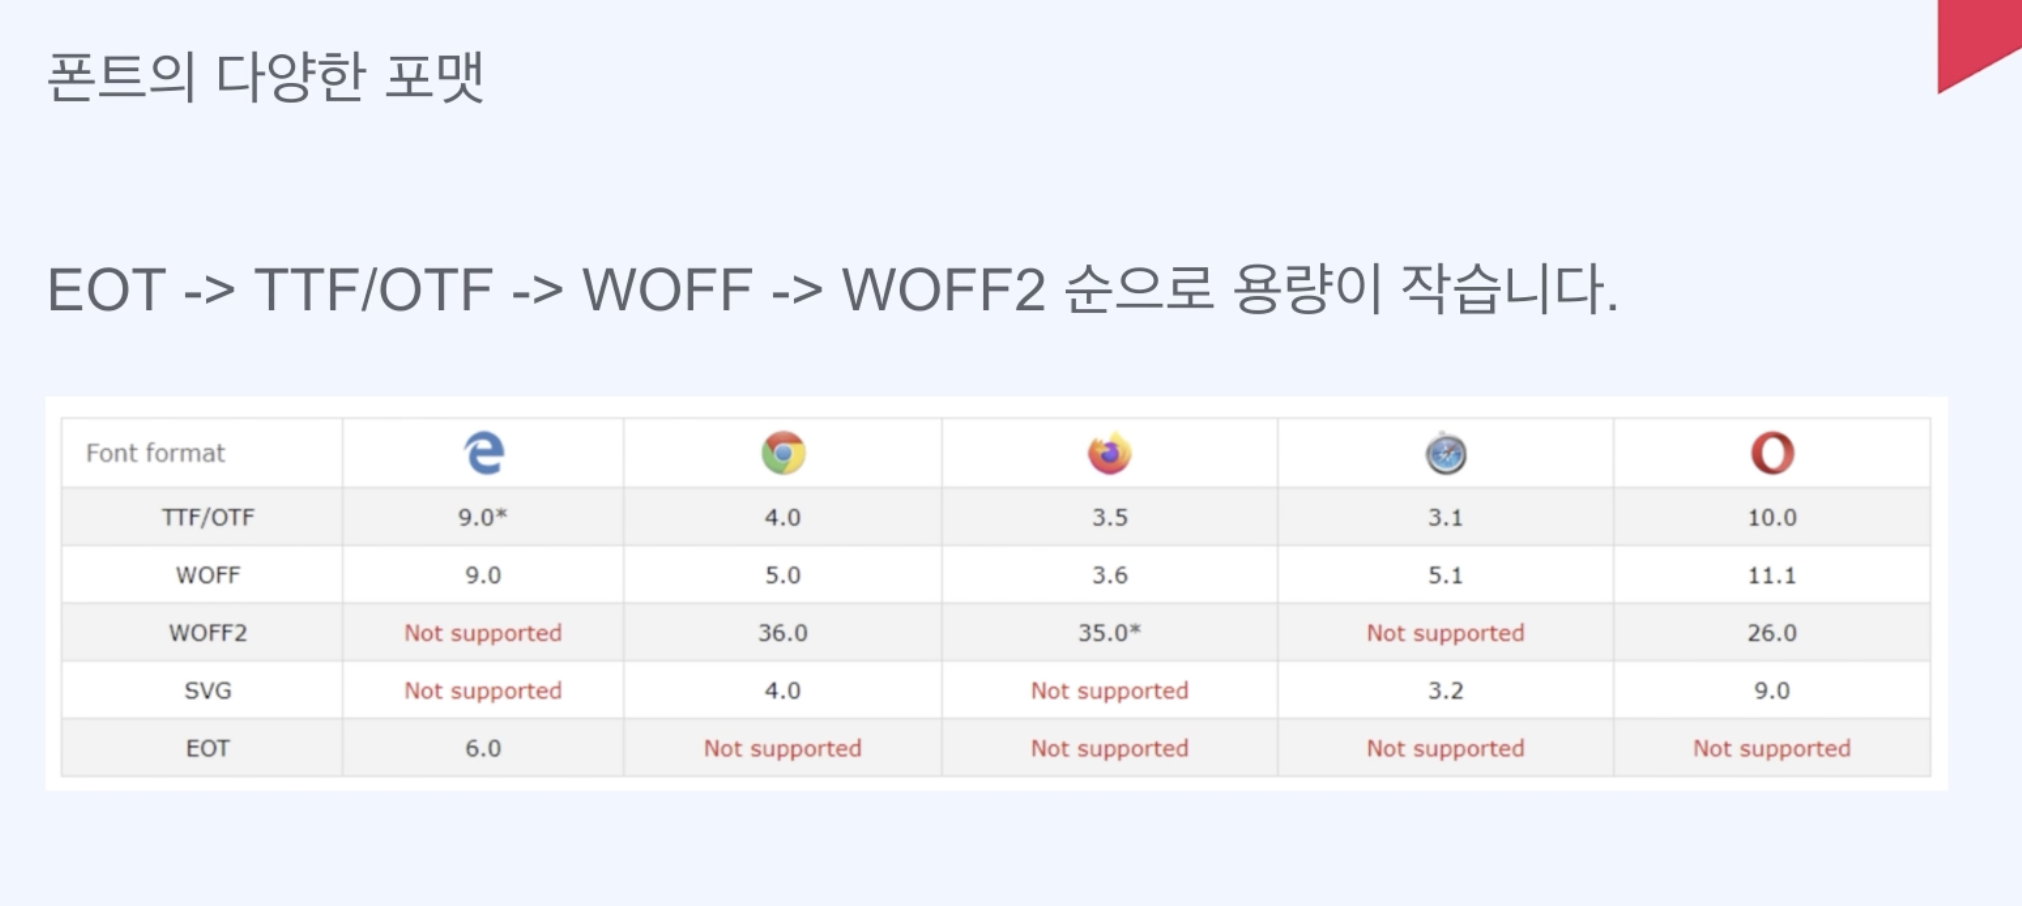 폰트의 다양한 포맷
EOT -> TTF/OTF -> WOFF -> WOFF2 순으로 용량이 작습니다.
Font format
TTF/OTF 9.0* 4.0 3.5 3.1 10.0
WOFF 9.0 5.0 3.6 5.1 11.1
WOFF2 Not supported 36.0 35.0* Not supported 26.0
SVG Not supported 4.0 Not supported 3.2 9.0
EOT 6.0 Not supported Not supported Not supported Not supported